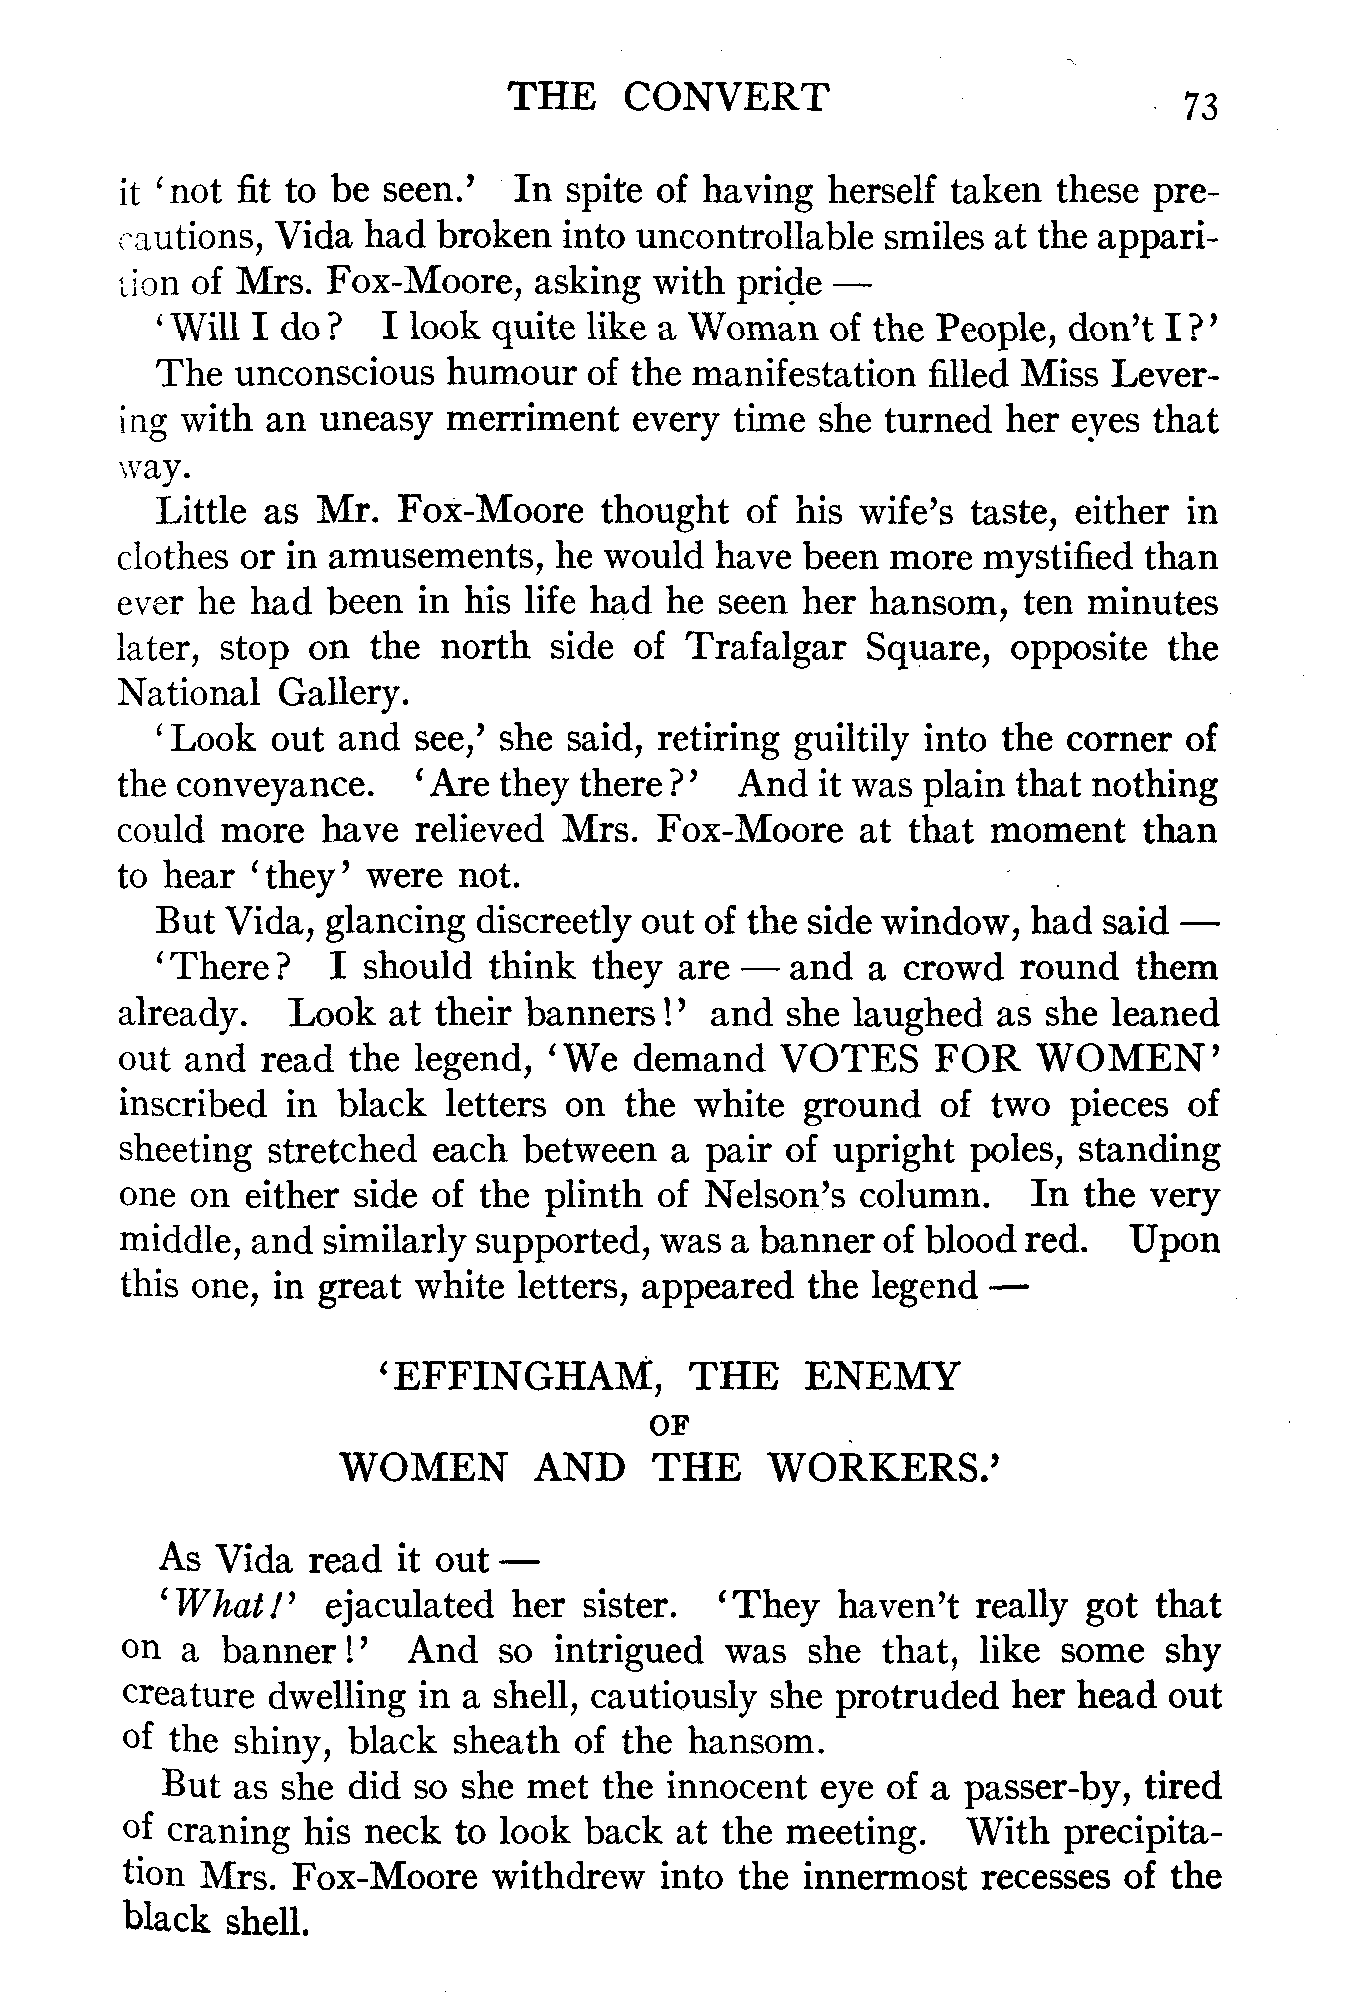 THE CONVERT 73
it ‘not fit to be seen.’ In spite of having herself taken these pre-
cautions, Vida had broken into uncontrollable smiles at the appari-
tion of Mrs. Fox-Moore, asking with pride —
‘Will I do? I look quite like a Woman of the People, don’t I?’
The unconscious humour of the manifestation filled Miss Lever-
ing with an uneasy merriment every time she turned her eyes that
way.
Little as Mr. Fox-Moore thought of his wife’s taste, either in
clothes or in amusements, he would have been more mystified than
ever he had been in his life had he seen her hansom, ten minutes
later, stop on the north side of Trafalgar Square, opposite the
National Gallery.
‘Look out and see,’ she said, retiring guiltily into the corner of
the conveyance. ‘Are they there?’ And it was plain that nothing
could more have relieved Mrs. Fox-Moore at that moment than
to hear ‘they’ were not.
But Vida, glancing discreetly out of the side window, had said —
‘There? I should think they are — and a crowd round them
already. Look at their banners!’ and she laughed as she leaned
out and read the legend, ‘We demand VOTES FOR WOMEN’
inscribed in black letters on the white ground of two pieces of
sheeting stretched each between a pair of upright poles, standing
one on either side of the plinth of Nelson’s column. In the very
middle, and similarly supported, was a banner of blood red. Upon
this one, in great white letters, appeared the legend —
‘EFFINGHAM, THE ENEMY
OF
WOMEN AND THE WORKERS.’
As Vida read it out —
‘What!’ ejaculated her sister. ‘They haven’t really got that
on a banner!’ And so intrigued was she that, like some shy
creature dwelling in a shell, cautiously she protruded her head out
of the shiny, black sheath of the hansom.
But as she did so she met the innocent eye of a passer-by, tired
of craning his neck to look back at the meeting. With precipita-
tion Mrs. Fox-Moore withdrew into the innermost recesses of the
black shell.